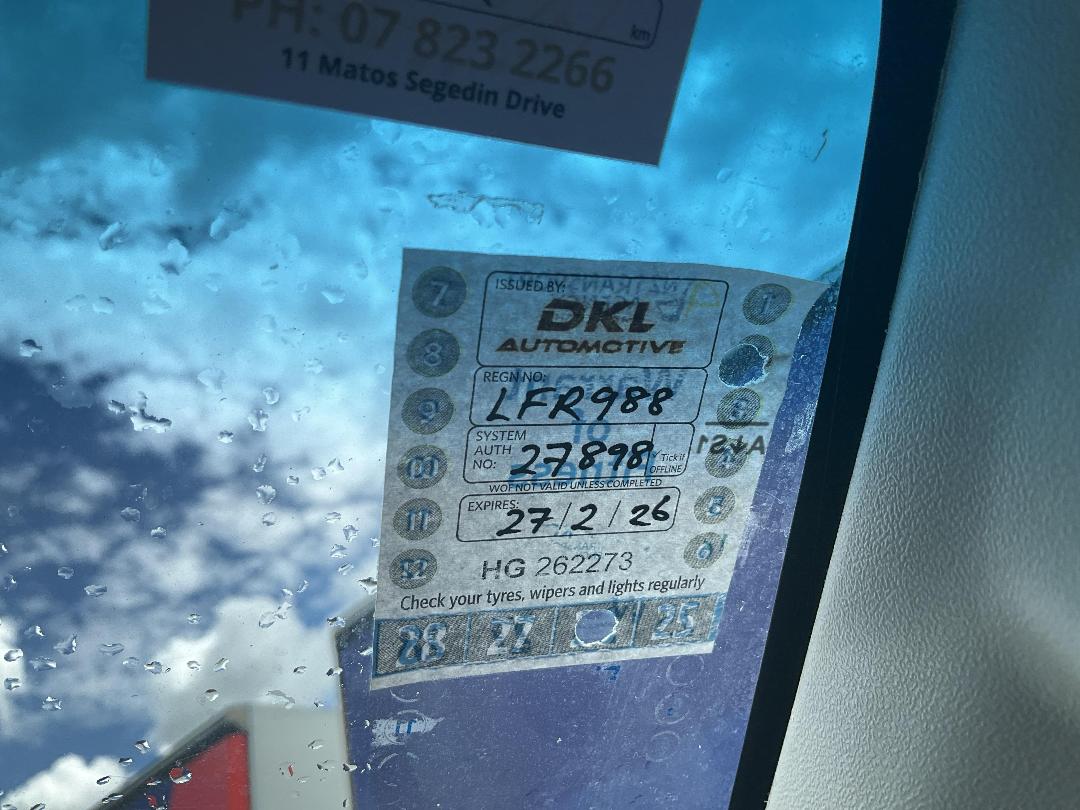 km
PH: 07 823 2266
11 Matos Segedin Drive
ISSUED BY:
DKL
AUTOMOTIVE
REGN NO:
LFR988
SYSTEM
AUTH
NO: 27898
Tick if
OFFLINE
WOF NOT VALID UNLESS COMPLETED
EXPIRES:
27/2/26
HG 262273
Check your tyres, wipers and lights regularly
7
8
9
10
11
12
1
3
5
6
28
27
25